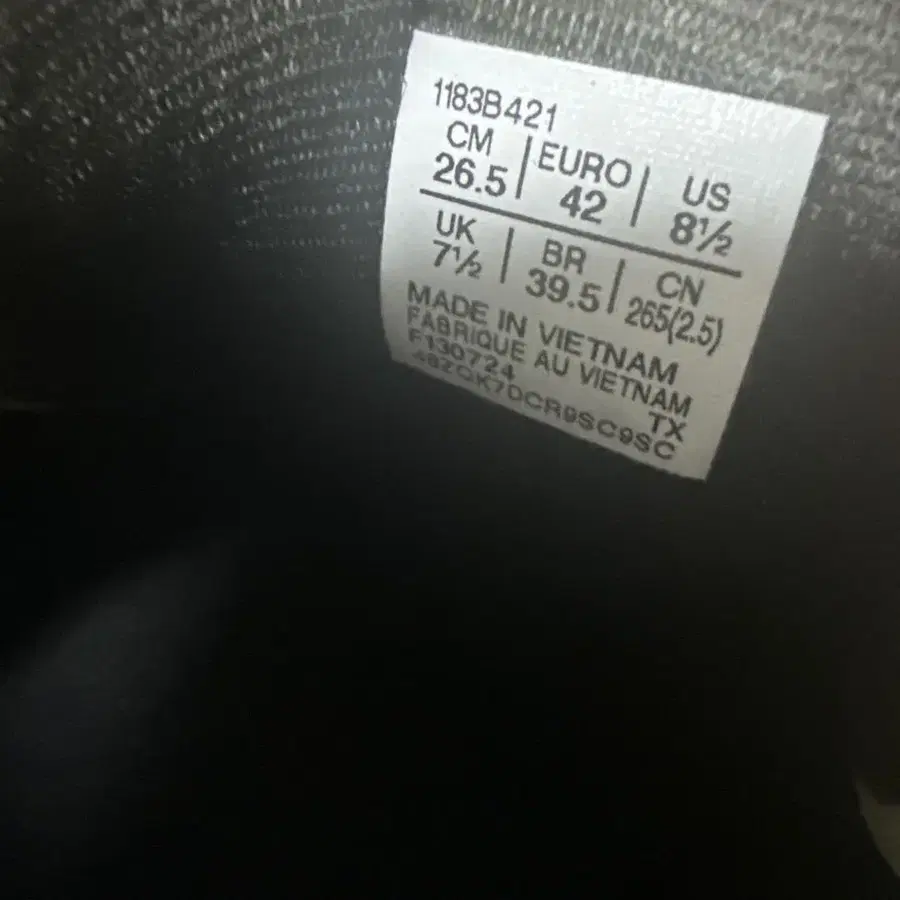 1183B421
CM | EURO | US
26.5 | 42 | 8½
UK | BR | CN
7½ | 39.5 | 265(2.5)
MADE IN VIETNAM
FABRIQUE AU VIETNAM
F130724 TX